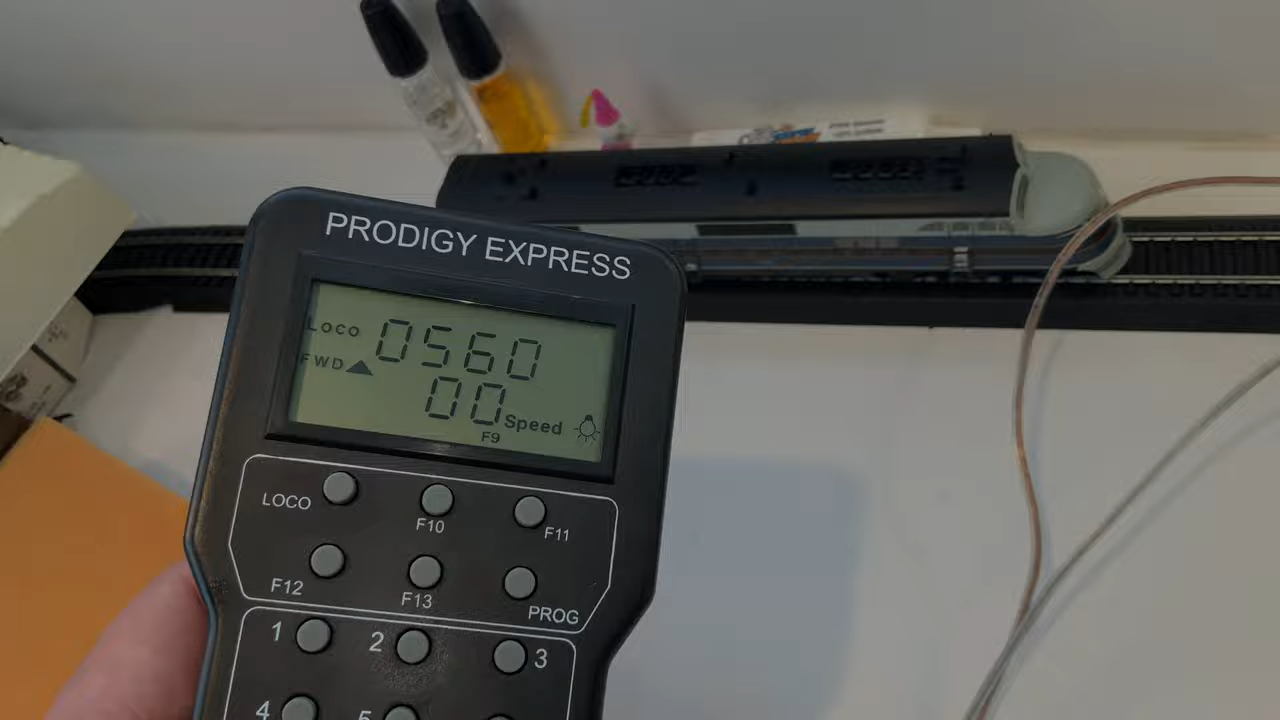 PRODIGY EXPRESS
Loco 0560
FWD
00 Speed
F9
LOCO
F10
F11
F12
F13
PROG
1
2
3
4
5